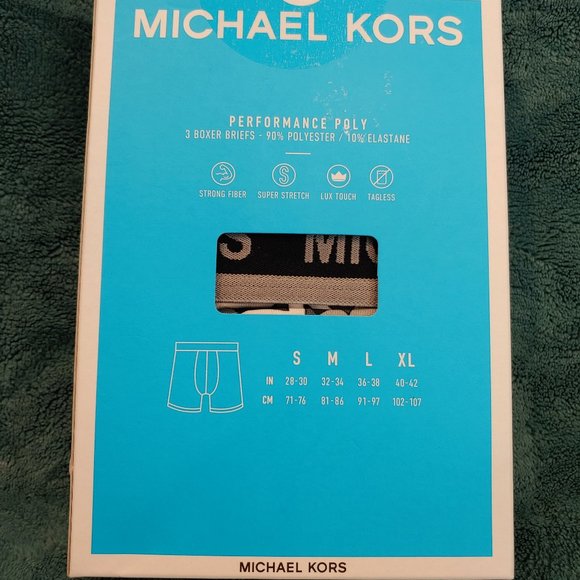 MICHAEL KORS
PERFORMANCE POLY
3 BOXER BRIEFS - 90% POLYESTER / 10% ELASTANE
STRONG FIBER SUPER STRETCH LUX TOUCH TAGLESS
S MIC
S M L XL
IN 28-30 32-34 36-38 40-42
CM 71-76 81-86 91-97 102-107
MICHAEL KORS